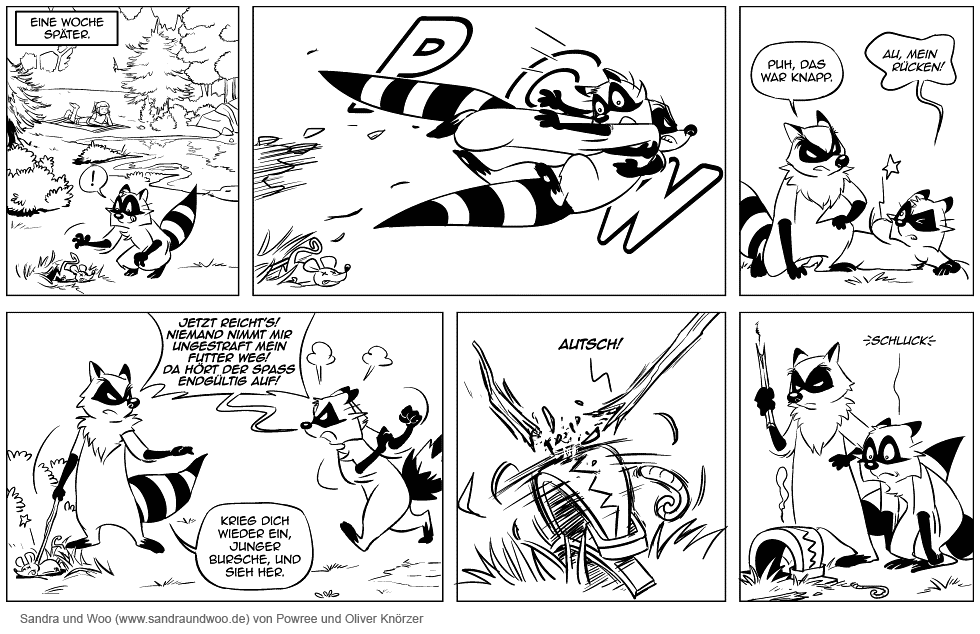 EINE WOCHE
SPÄTER.
!
POW
PUH, DAS
WAR KNAPP.
AU, MEIN
RÜCKEN!
JETZT REICHT'S!
NIEMAND NIMMT MIR
UNGESTRAFT MEIN
FUTTER WEG!
DA HÖRT DER SPASS
ENDGÜLTIG AUF!
KRIEG DICH
WIEDER EIN,
JUNGER
BURSCHE, UND
SIEH HER.
AUTSCH!
SCHLUCK
Sandra und Woo (www.sandraundwoo.de) von Powree und Oliver Knörzer